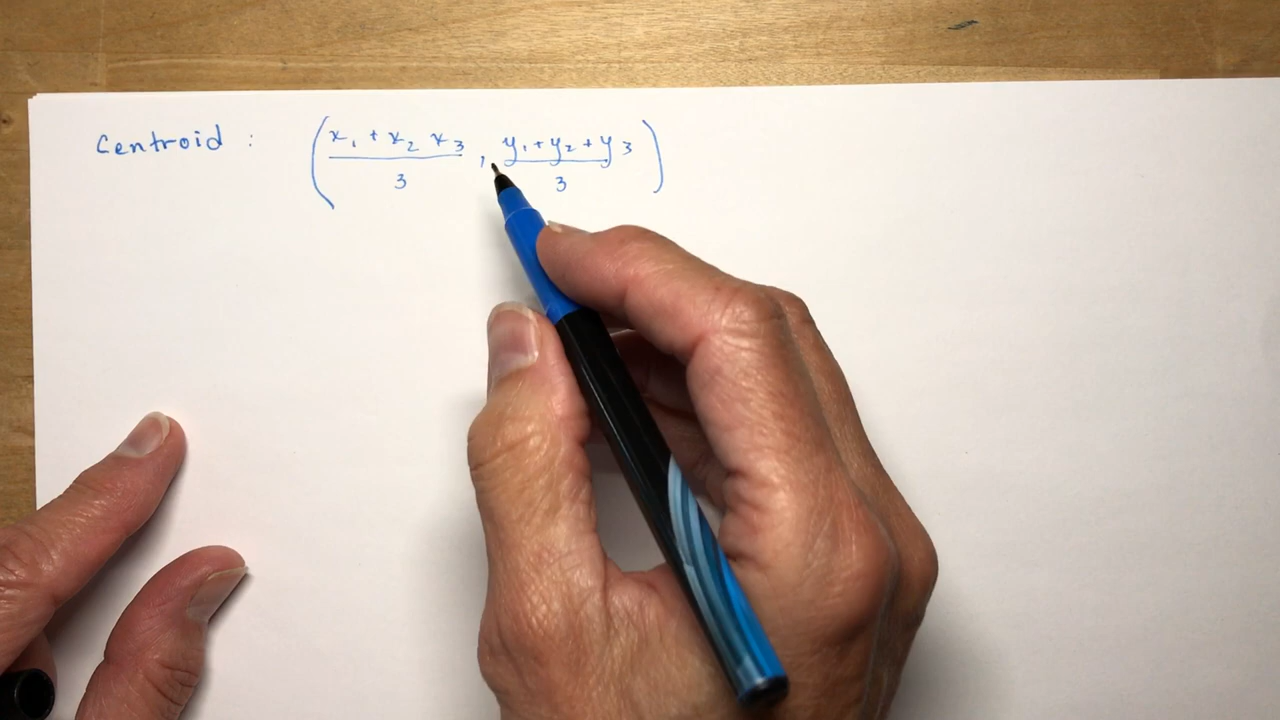 Centroid : ( x₁ + x₂ x₃ / 3 , y₁ + y₂ + y₃ / 3 )